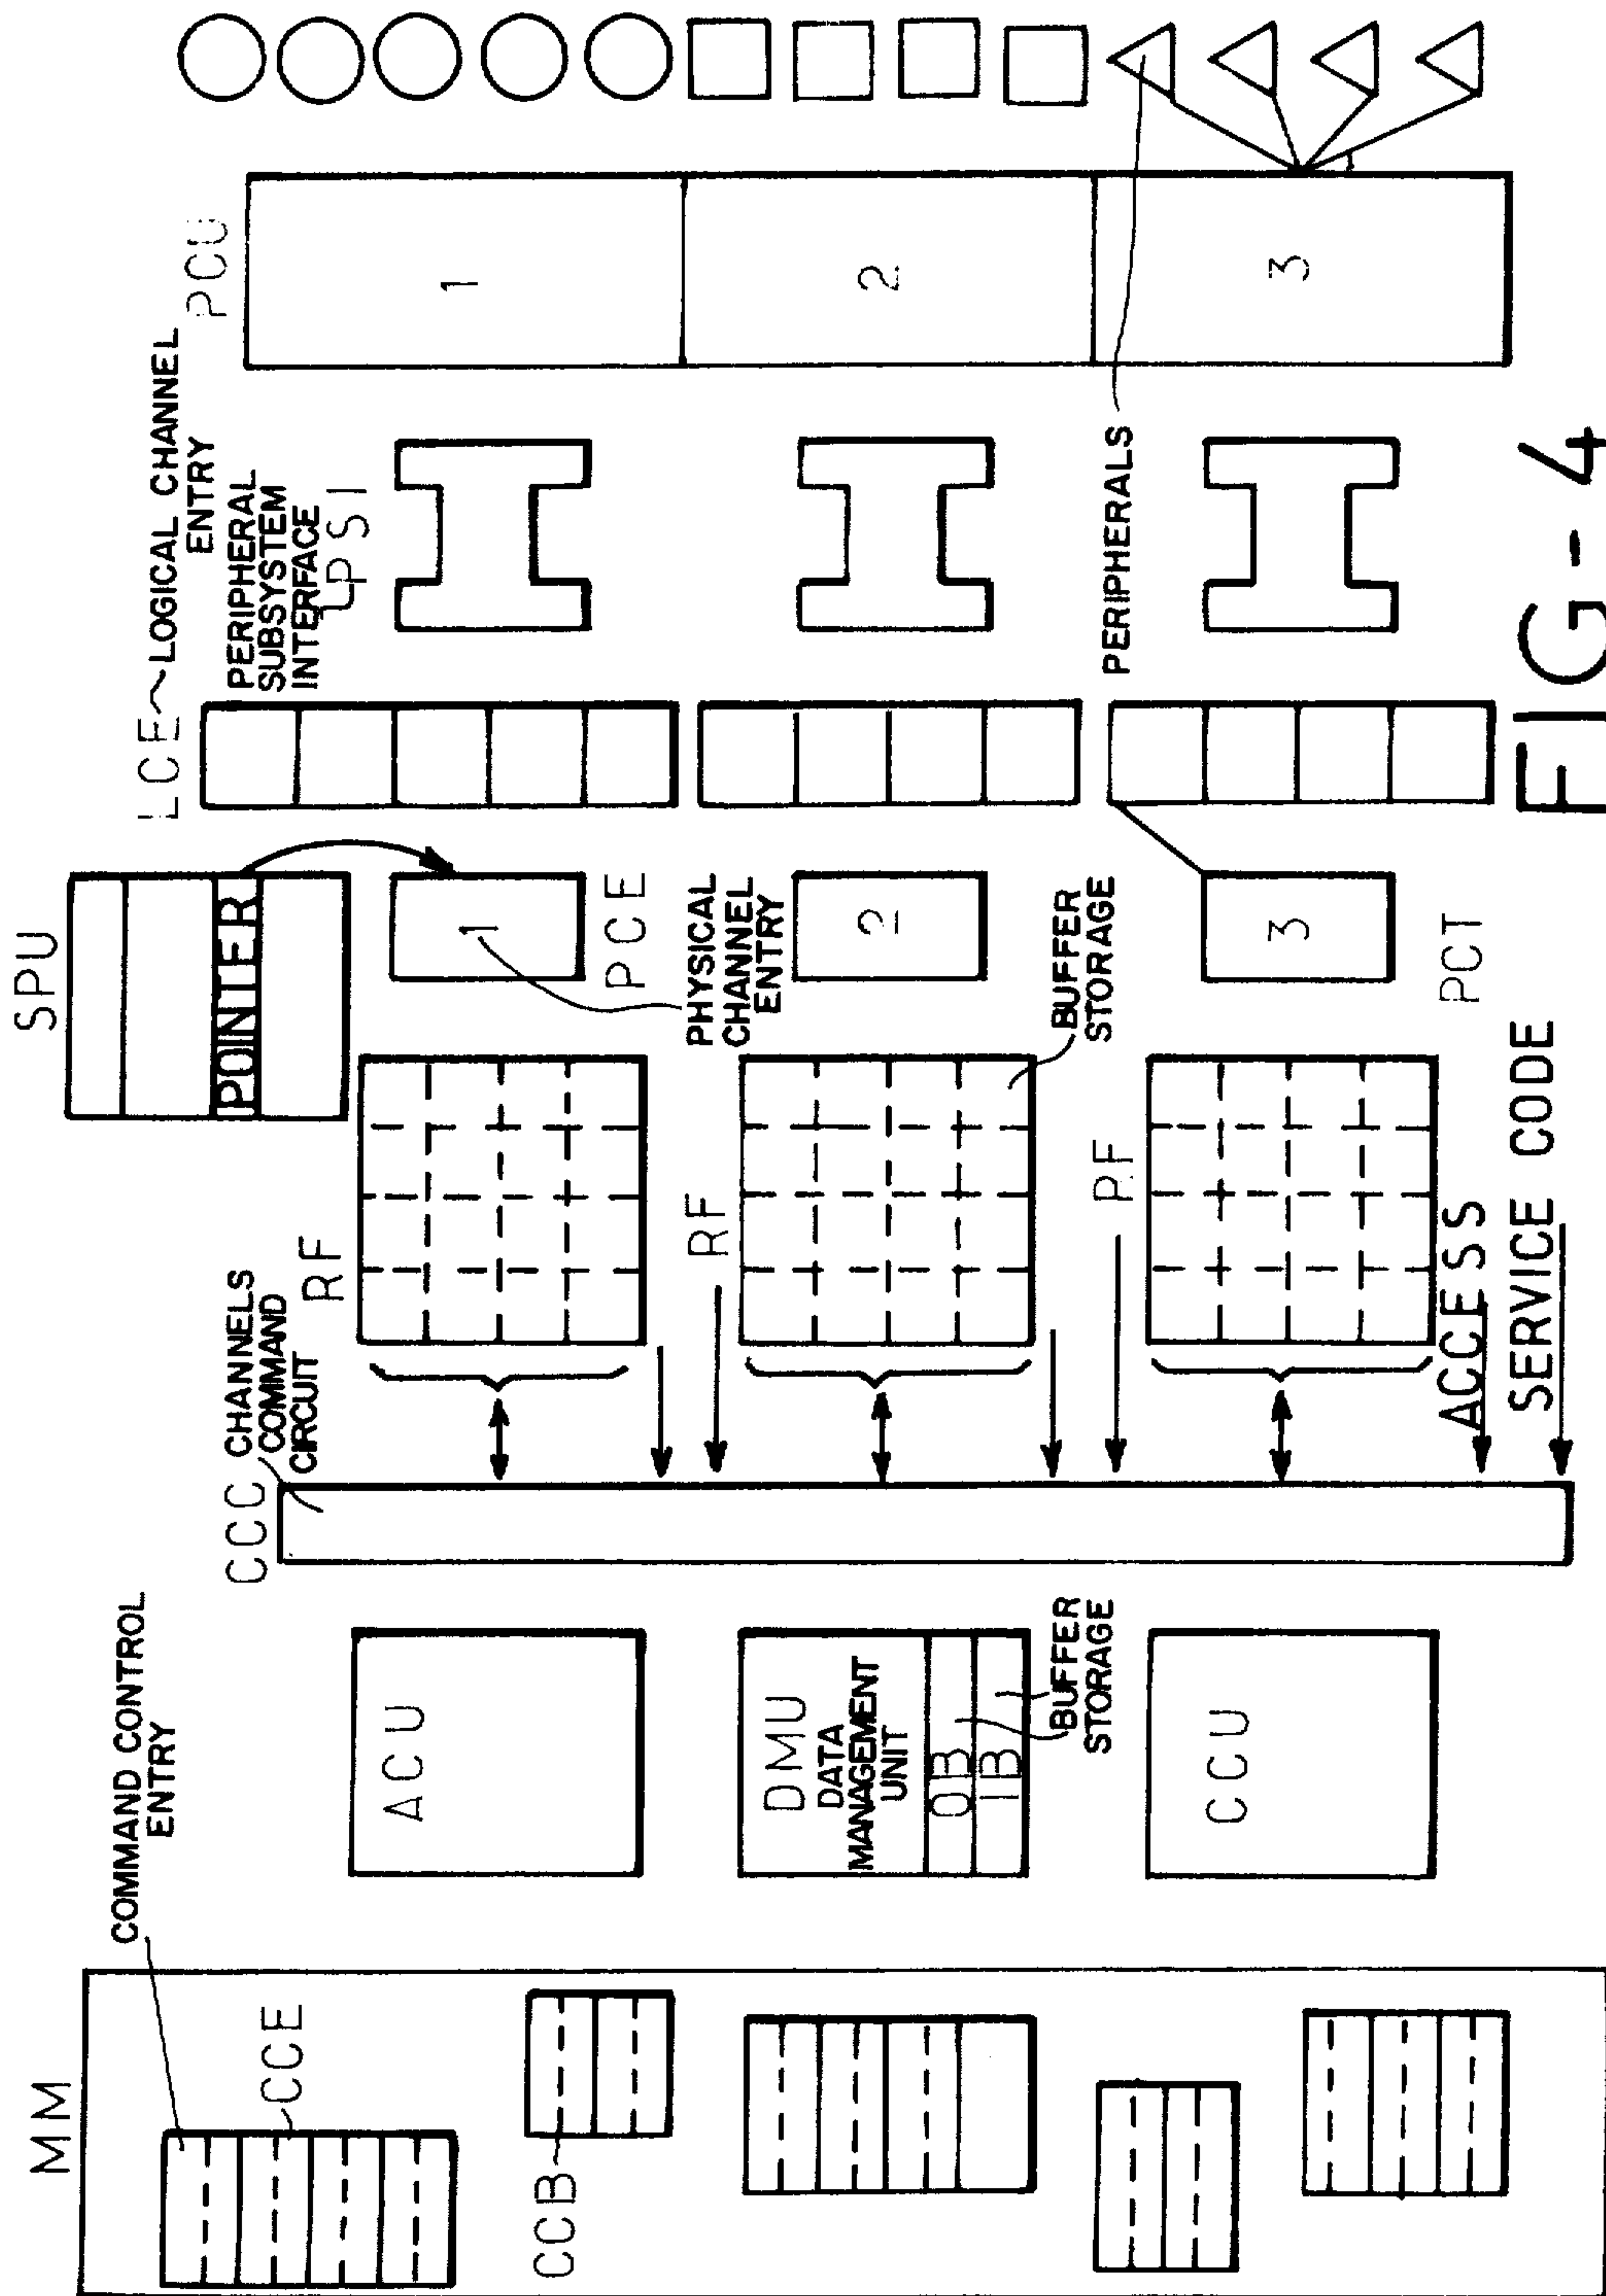 MM
COMMAND CONTROL
ENTRY
CCE
CCB
ACU
DMU
DATA
MANAGEMENT
UNIT
OB
IB
BUFFER
STORAGE
CCU
CCC
CHANNELS
COMMAND
CIRCUIT
RF
RF
RF
ACCESS
SERVICE CODE
SPU
POINTER
1
PCE
PHYSICAL
CHANNEL
ENTRY
2
BUFFER
STORAGE
3
PCT
LCE
LOGICAL CHANNEL
ENTRY
PERIPHERAL
SUBSYSTEM
INTERFACE
PSI
PERIPHERALS
PCU
1
2
3
FIG-4